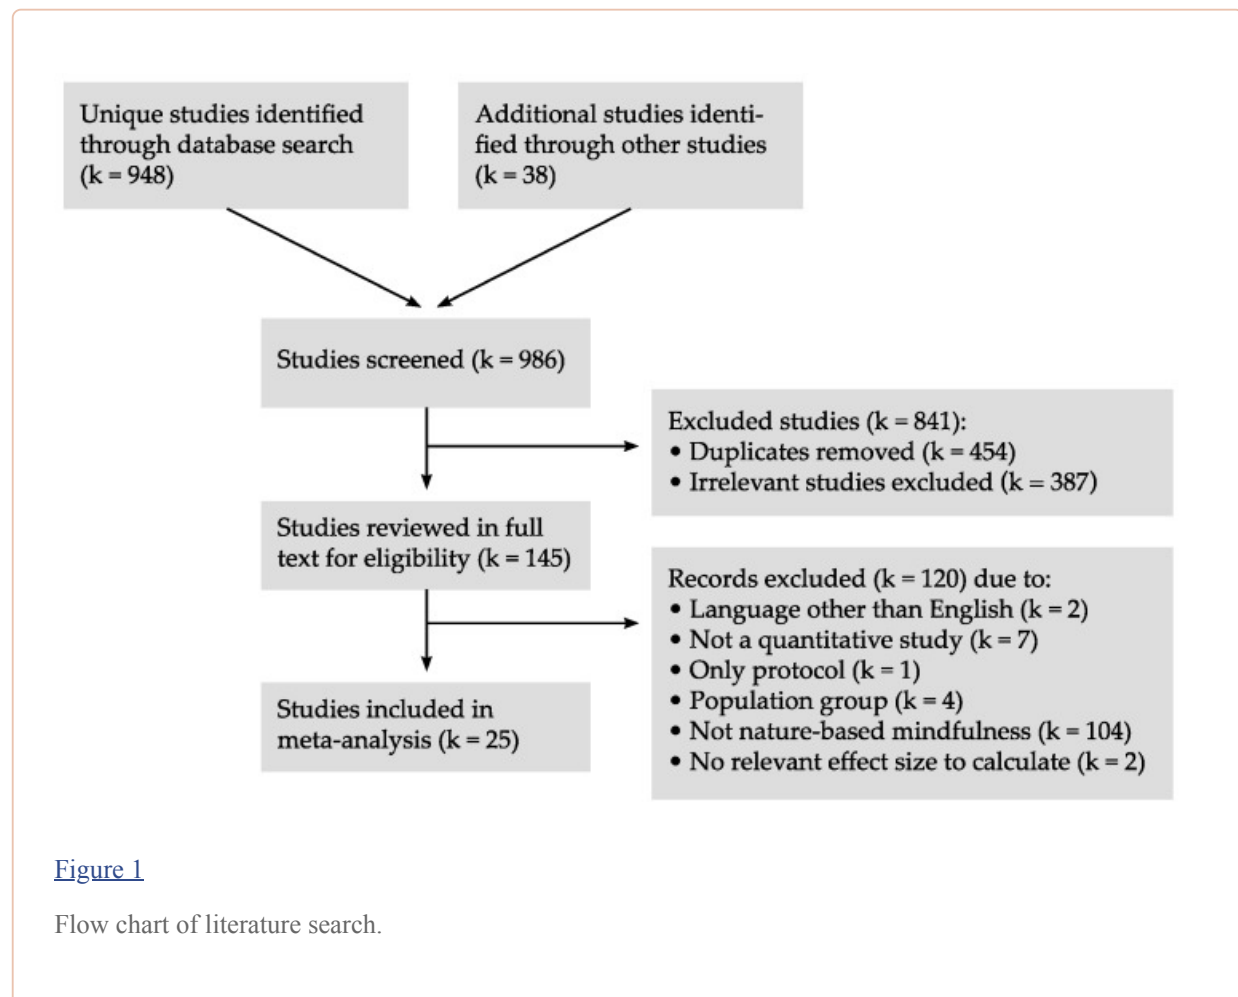 Unique studies identified
through database search
(k = 948)
Additional studies identi-
fied through other studies
(k = 38)
Studies screened (k = 986)
Excluded studies (k = 841):
• Duplicates removed (k = 454)
• Irrelevant studies excluded (k = 387)
Studies reviewed in full
text for eligibility (k = 145)
Records excluded (k = 120) due to:
• Language other than English (k = 2)
• Not a quantitative study (k = 7)
• Only protocol (k = 1)
• Population group (k = 4)
• Not nature-based mindfulness (k = 104)
• No relevant effect size to calculate (k = 2)
Studies included in
meta-analysis (k = 25)
Figure 1
Flow chart of literature search.